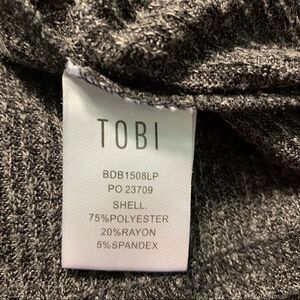 TOBI
BDB1508LP
PO 23709
SHELL.
75%POLYESTER
20%RAYON
5%SPANDEX